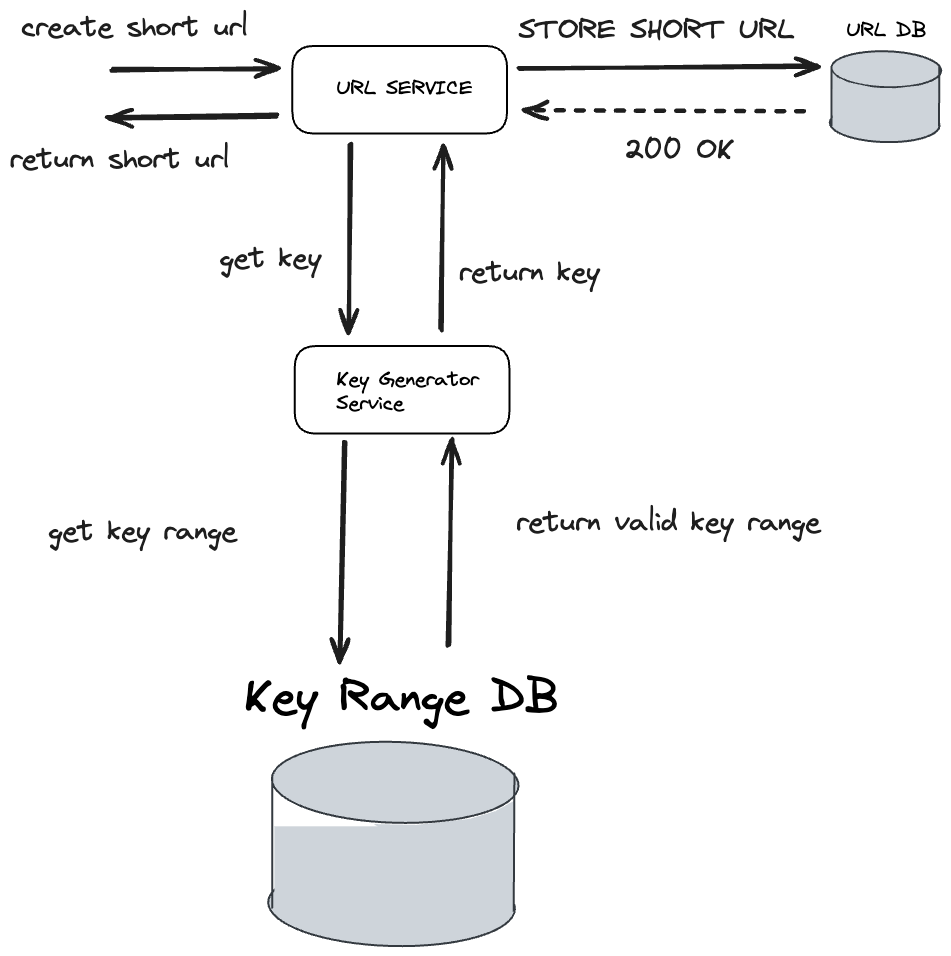 create short url
STORE SHORT URL
URL DB
URL SERVICE
return short url
200 OK
get key
return key
Key Generator
Service
get key range
return valid key range
Key Range DB